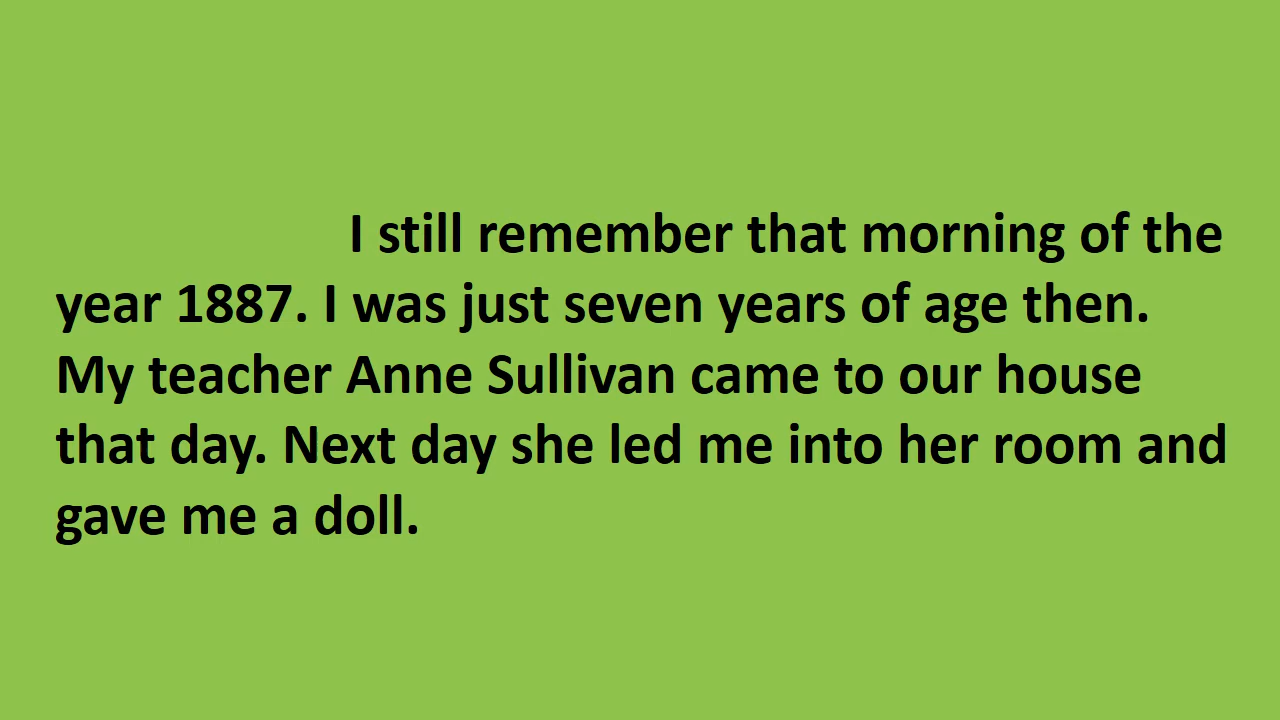 I still remember that morning of the
year 1887. I was just seven years of age then.
My teacher Anne Sullivan came to our house
that day. Next day she led me into her room and
gave me a doll.